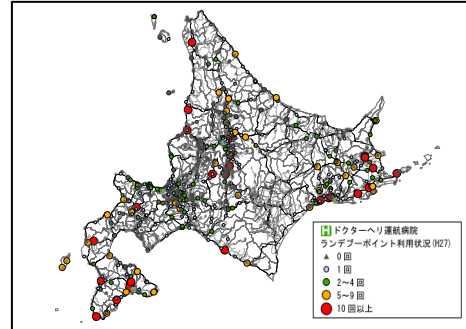 H ドクターヘリ運航病院
ランデブーポイント利用状況(H27)
0回
1回
2~4回
5~9回
10回以上